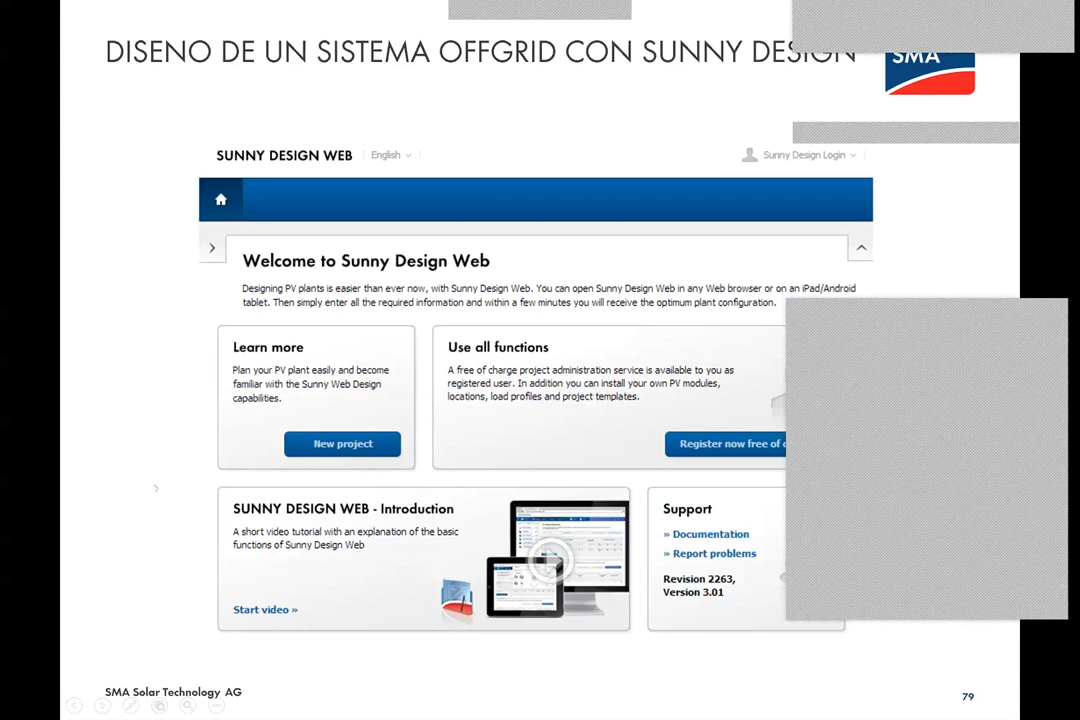 DISENO DE UN SISTEMA OFFGRID CON SUNNY DESIGN
SMA
SUNNY DESIGN WEB
English
Sunny Design Login
Welcome to Sunny Design Web
Designing PV plants is easier than ever now, with Sunny Design Web. You can open Sunny Design Web in any Web browser or on an iPad/Android
tablet. Then simply enter all the required information and within a few minutes you will receive the optimum plant configuration.
Learn more
Plan your PV plant easily and become
familiar with the Sunny Web Design
capabilities.
New project
Use all functions
A free of charge project administration service is available to you as
registered user. In addition you can install your own PV modules,
locations, load profiles and project templates.
Register now free of
SUNNY DESIGN WEB - Introduction
A short video tutorial with an explanation of the basic
functions of Sunny Design Web
Start video »
Support
» Documentation
» Report problems
Revision 2263,
Version 3.01
SMA Solar Technology AG
79